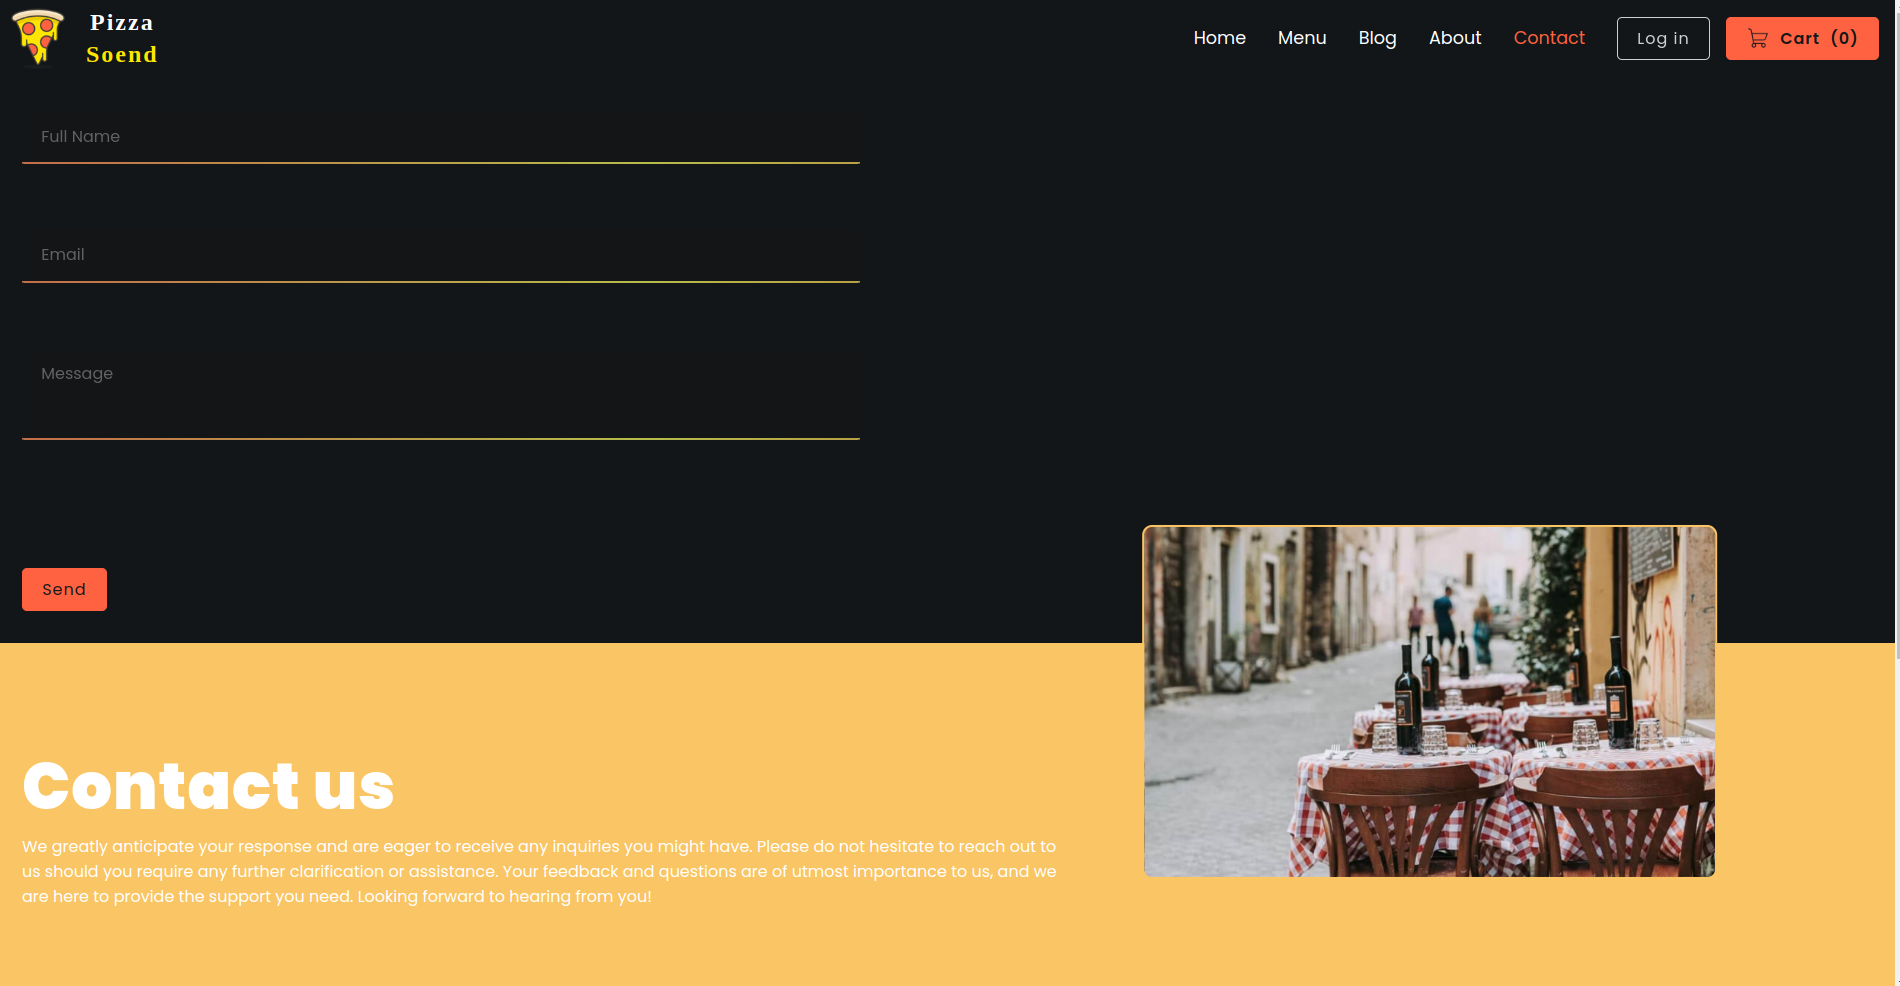 Pizza
Soend
Home
Menu
Blog
About
Contact
Log in
Cart (0)
Full Name
Email
Message
Send
Contact us
We greatly anticipate your response and are eager to receive any inquiries you might have. Please do not hesitate to reach out to
us should you require any further clarification or assistance. Your feedback and questions are of utmost importance to us, and we
are here to provide the support you need. Looking forward to hearing from you!